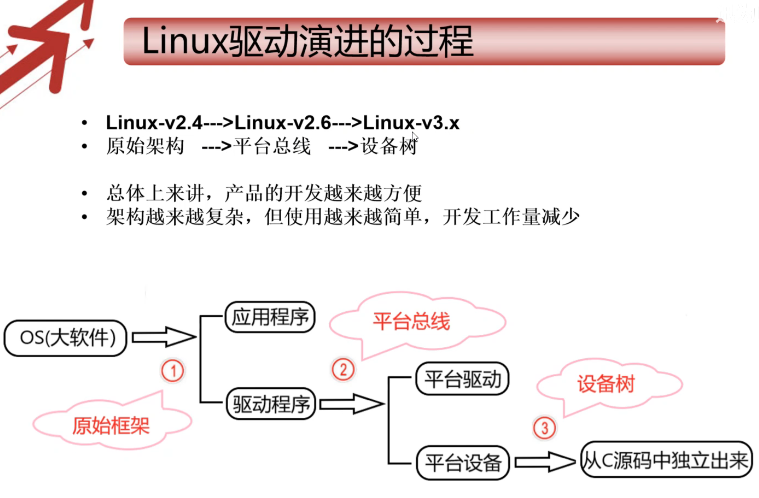 Linux驱动演进的过程
• Linux-v2.4--->Linux-v2.6--->Linux-v3.x
• 原始架构 --->平台总线 --->设备树
• 总体上来讲，产品的开发越来越方便
• 架构越来越复杂，但使用越来越简单，开发工作量减少
OS(大软件)
①
原始框架
应用程序
驱动程序
②
平台总线
平台驱动
平台设备
③
设备树
从C源码中独立出来